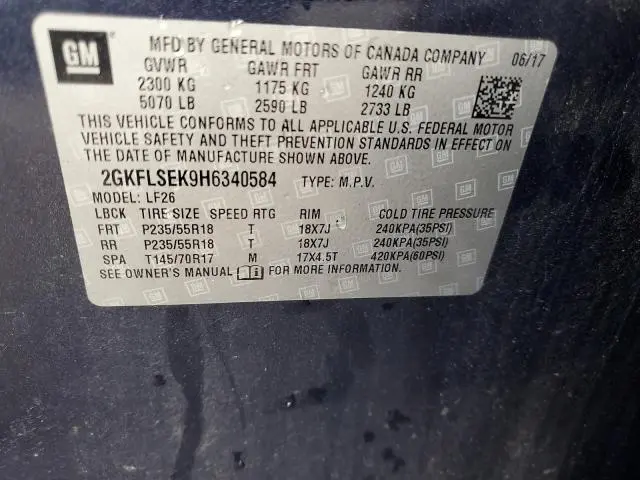 GM
MFD BY GENERAL MOTORS OF CANADA COMPANY 06/17
GVWR GAWR FRT GAWR RR
2300 KG 1175 KG 1240 KG
5070 LB 2590 LB 2733 LB
THIS VEHICLE CONFORMS TO ALL APPLICABLE U.S. FEDERAL MOTOR
VEHICLE SAFETY AND THEFT PREVENTION STANDARDS IN EFFECT ON
THE DATE OF MANUFACTURE SHOWN ABOVE.
2GKFLSEK9H6340584 TYPE: M.P.V.
MODEL: LF26
LBCK TIRE SIZE SPEED RTG RIM COLD TIRE PRESSURE
FRT P235/55R18 T 18X7J 240KPA(35PSI)
RR P235/55R18 T 18X7J 240KPA(35PSI)
SPA T145/70R17 M 17X4.5T 420KPA(60PSI)
SEE OWNER'S MANUAL FOR MORE INFORMATION.